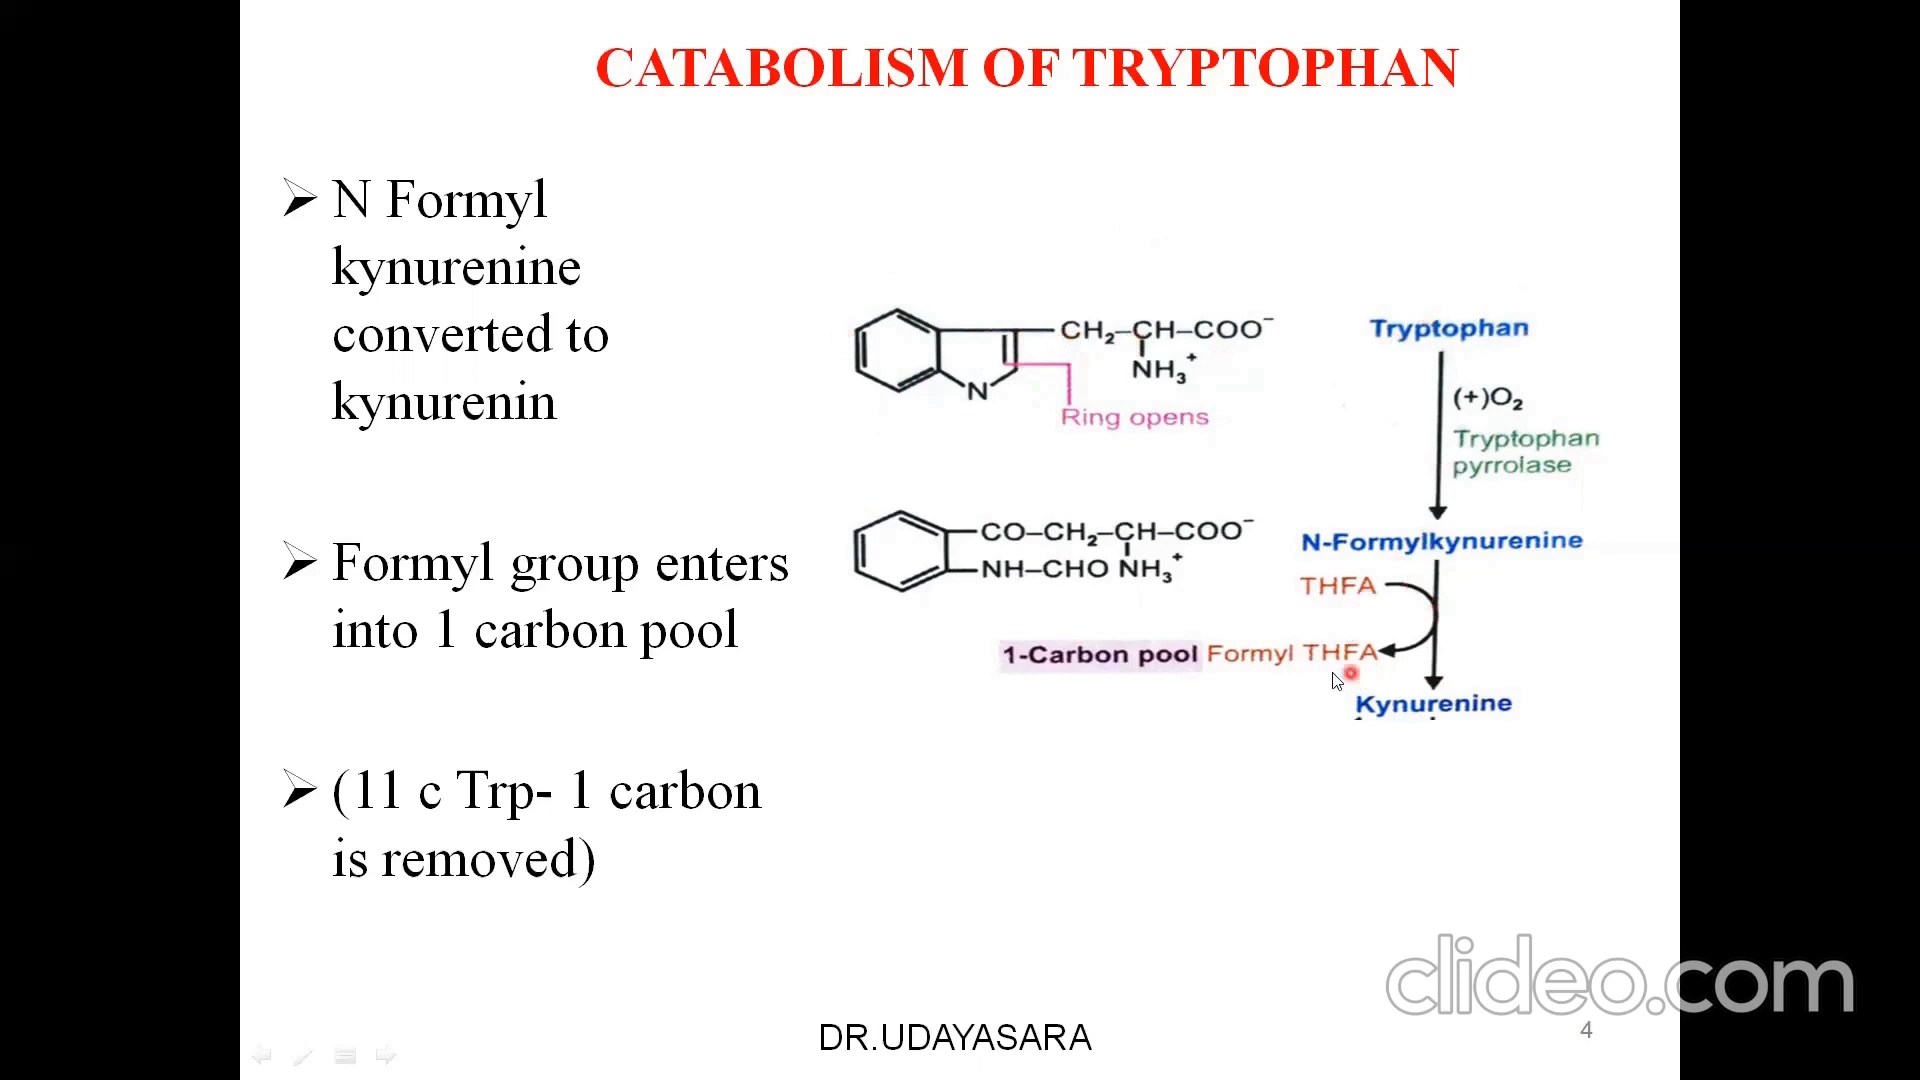 CATABOLISM OF TRYPTOPHAN
➢ N Formyl
kynurenine
converted to
kynurenin
➢ Formyl group enters
into 1 carbon pool
➢ (11 c Trp- 1 carbon
is removed)
CH₂–CH–COO⁻
NH₃⁺
N
Ring opens
CO–CH₂–CH–COO⁻
NH–CHO NH₃⁺
Tryptophan
(+)O₂
Tryptophan
pyrrolase
N-Formylkynurenine
THFA
1-Carbon pool Formyl THFA
Kynurenine
clideo.com
DR.UDAYASARA
4